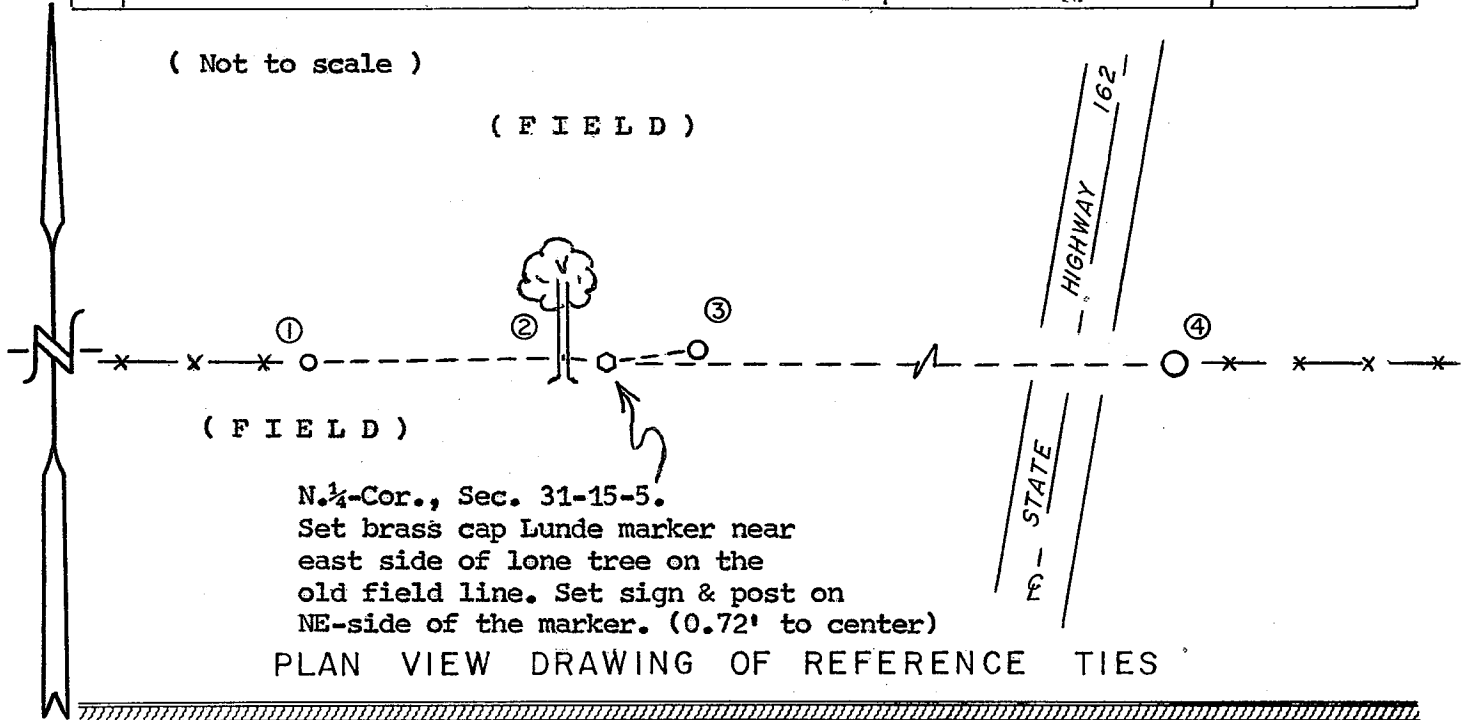 ( Not to scale )
( F I E L D )
STATE HIGHWAY 162
①
②
③
④
N
( F I E L D )
℄
N.¼-Cor., Sec. 31-15-5.
Set brass cap Lunde marker near
east side of lone tree on the
old field line. Set sign & post on
NE-side of the marker. (0.72' to center)
PLAN VIEW DRAWING OF REFERENCE TIES